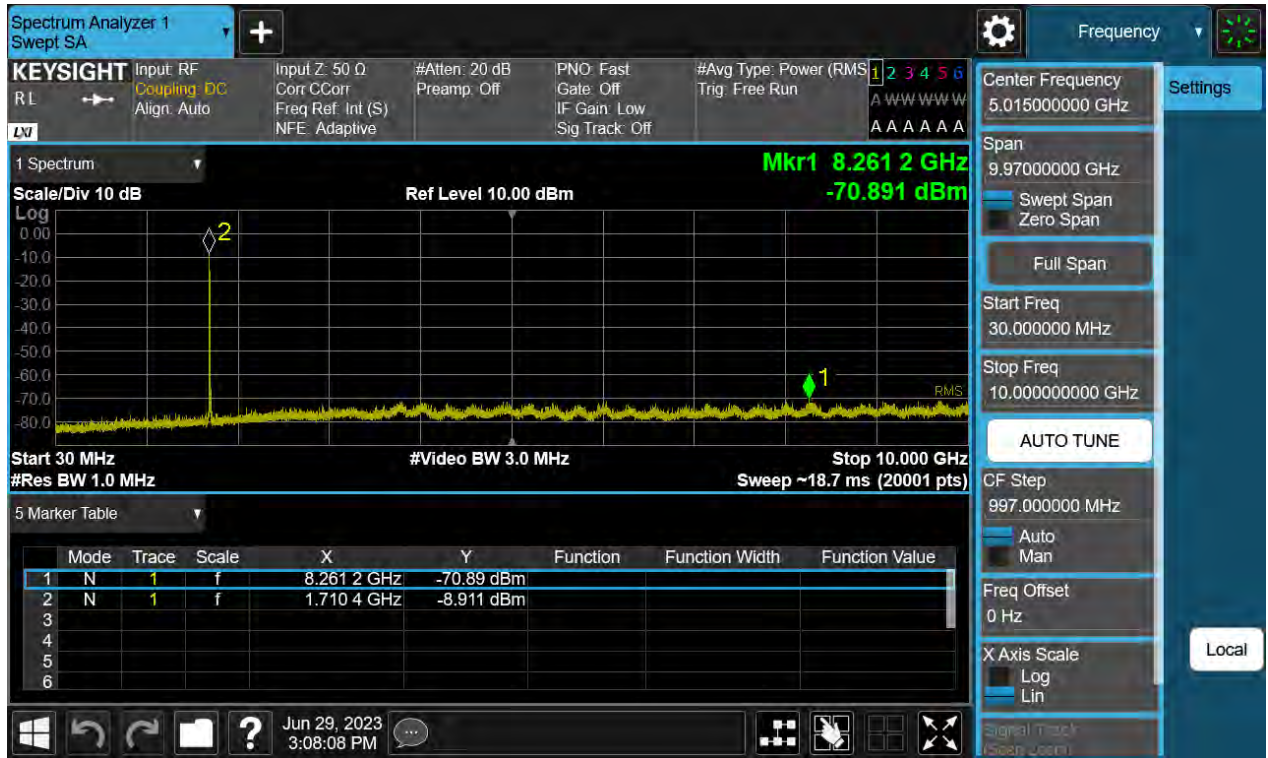 Spectrum Analyzer 1
Swept SA
+
Frequency
KEYSIGHT
RL
LXI
Input: RF
Coupling: DC
Align: Auto
Input Z: 50 Ω
Corr CCorr
Freq Ref: Int (S)
NFE: Adaptive
#Atten: 20 dB
Preamp: Off
PNO: Fast
Gate: Off
IF Gain: Low
Sig Track: Off
#Avg Type: Power (RMS
Trig: Free Run
1 2 3 4 5 6
A W W W W W
A A A A A A
1 Spectrum
Scale/Div 10 dB
Ref Level 10.00 dBm
Mkr1 8.261 2 GHz
-70.891 dBm
Log
0.00
-10.0
-20.0
-30.0
-40.0
-50.0
-60.0
-70.0
-80.0
2
1
RMS
Start 30 MHz
#Video BW 3.0 MHz
Stop 10.000 GHz
#Res BW 1.0 MHz
Sweep ~18.7 ms (20001 pts)
5 Marker Table
Mode Trace Scale X Y Function Function Width Function Value
1 N 1 f 8.261 2 GHz -70.89 dBm
2 N 1 f 1.710 4 GHz -8.911 dBm
3
4
5
6
Jun 29, 2023
3:08:08 PM
?
Center Frequency
5.015000000 GHz
Settings
Span
9.97000000 GHz
Swept Span
Zero Span
Full Span
Start Freq
30.000000 MHz
Stop Freq
10.000000000 GHz
AUTO TUNE
CF Step
997.000000 MHz
Auto
Man
Freq Offset
0 Hz
X Axis Scale
Log
Lin
Local
Signal Track
(Span Zoom)